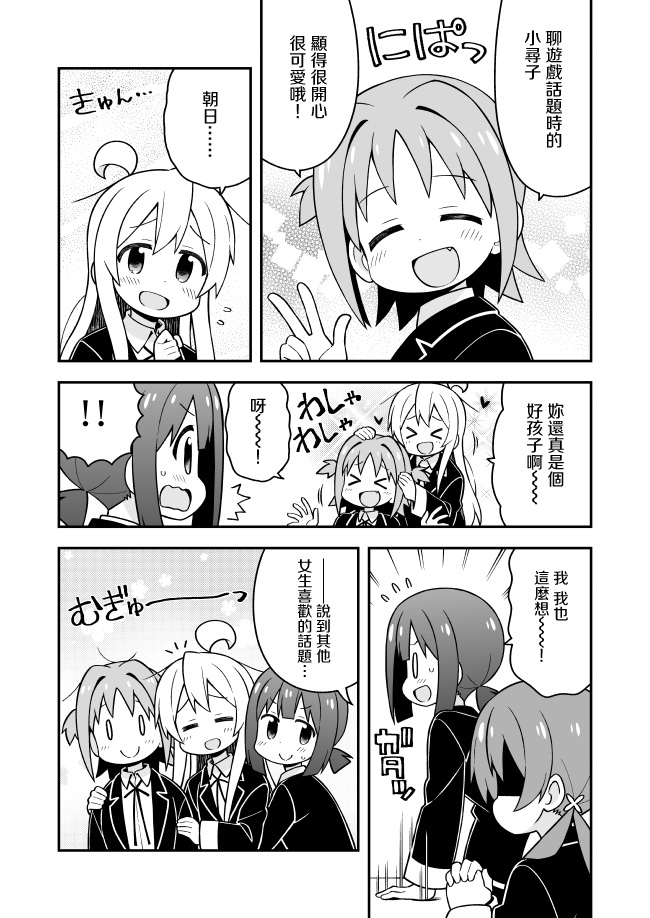 聊遊戲話題時的
小尋子
にぱっ
顯得很開心
很可愛哦！
朝日……
きゅん…
妳還真是個
好孩子啊～～
わしゃ
わしゃ
呀～～！
！！
我 我也
這麼想～～！
ガタッ
——說到其他
女生喜歡的話題…
むぎゅーーっ